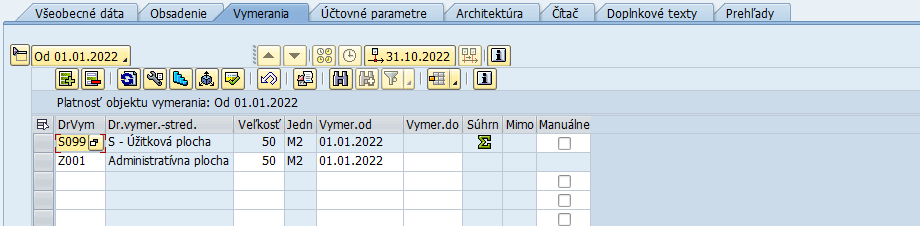 Všeobecné dáta Obsadenie Vymerania Účtovné parametre Architektúra Čítač Doplnkové texty Prehľady
Od 01.01.2022 31.10.2022
Platnosť objektu vymerania: Od 01.01.2022
DrVym Dr.vymer.-stred. Veľkosť Jedn Vymer.od Vymer.do Súhrn Mimo Manuálne
S099 S - Úžitková plocha 50 M2 01.01.2022
Z001 Administratívna plocha 50 M2 01.01.2022